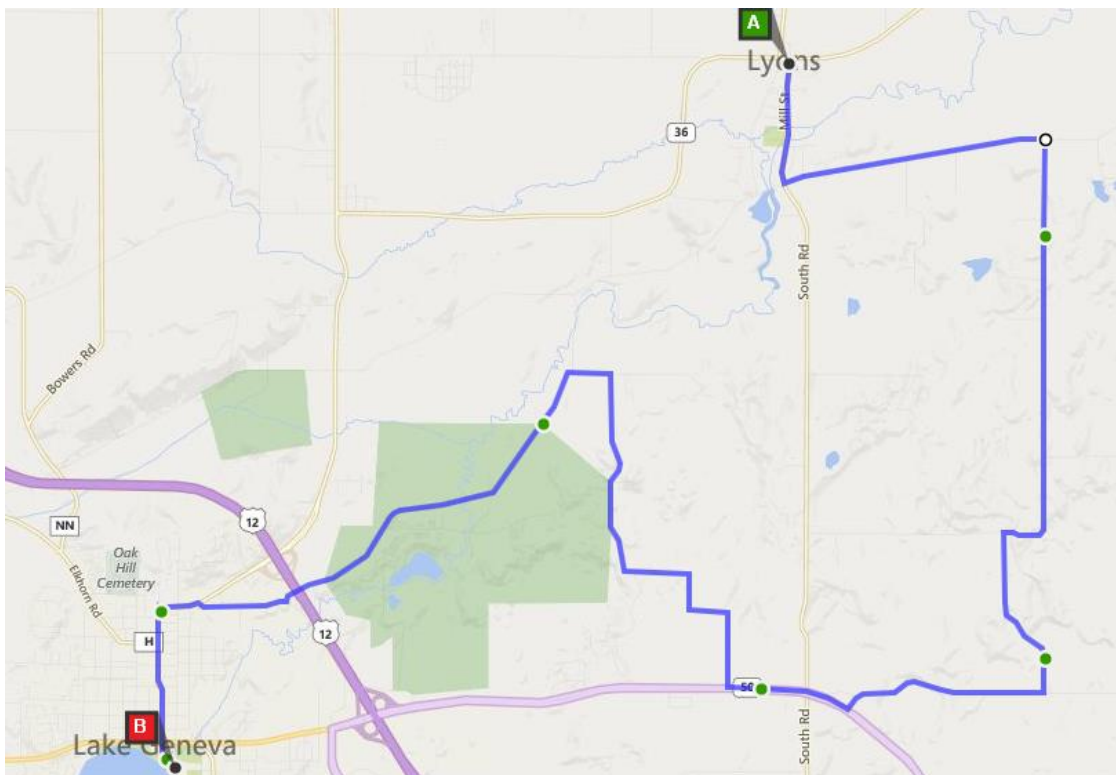 A
Lyons
Mill St
36
South Rd
Bowers Rd
12
NN
Oak
Hill
Cemetery
Elkhorn Rd
12
H
50
South Rd
B
Lake Geneva